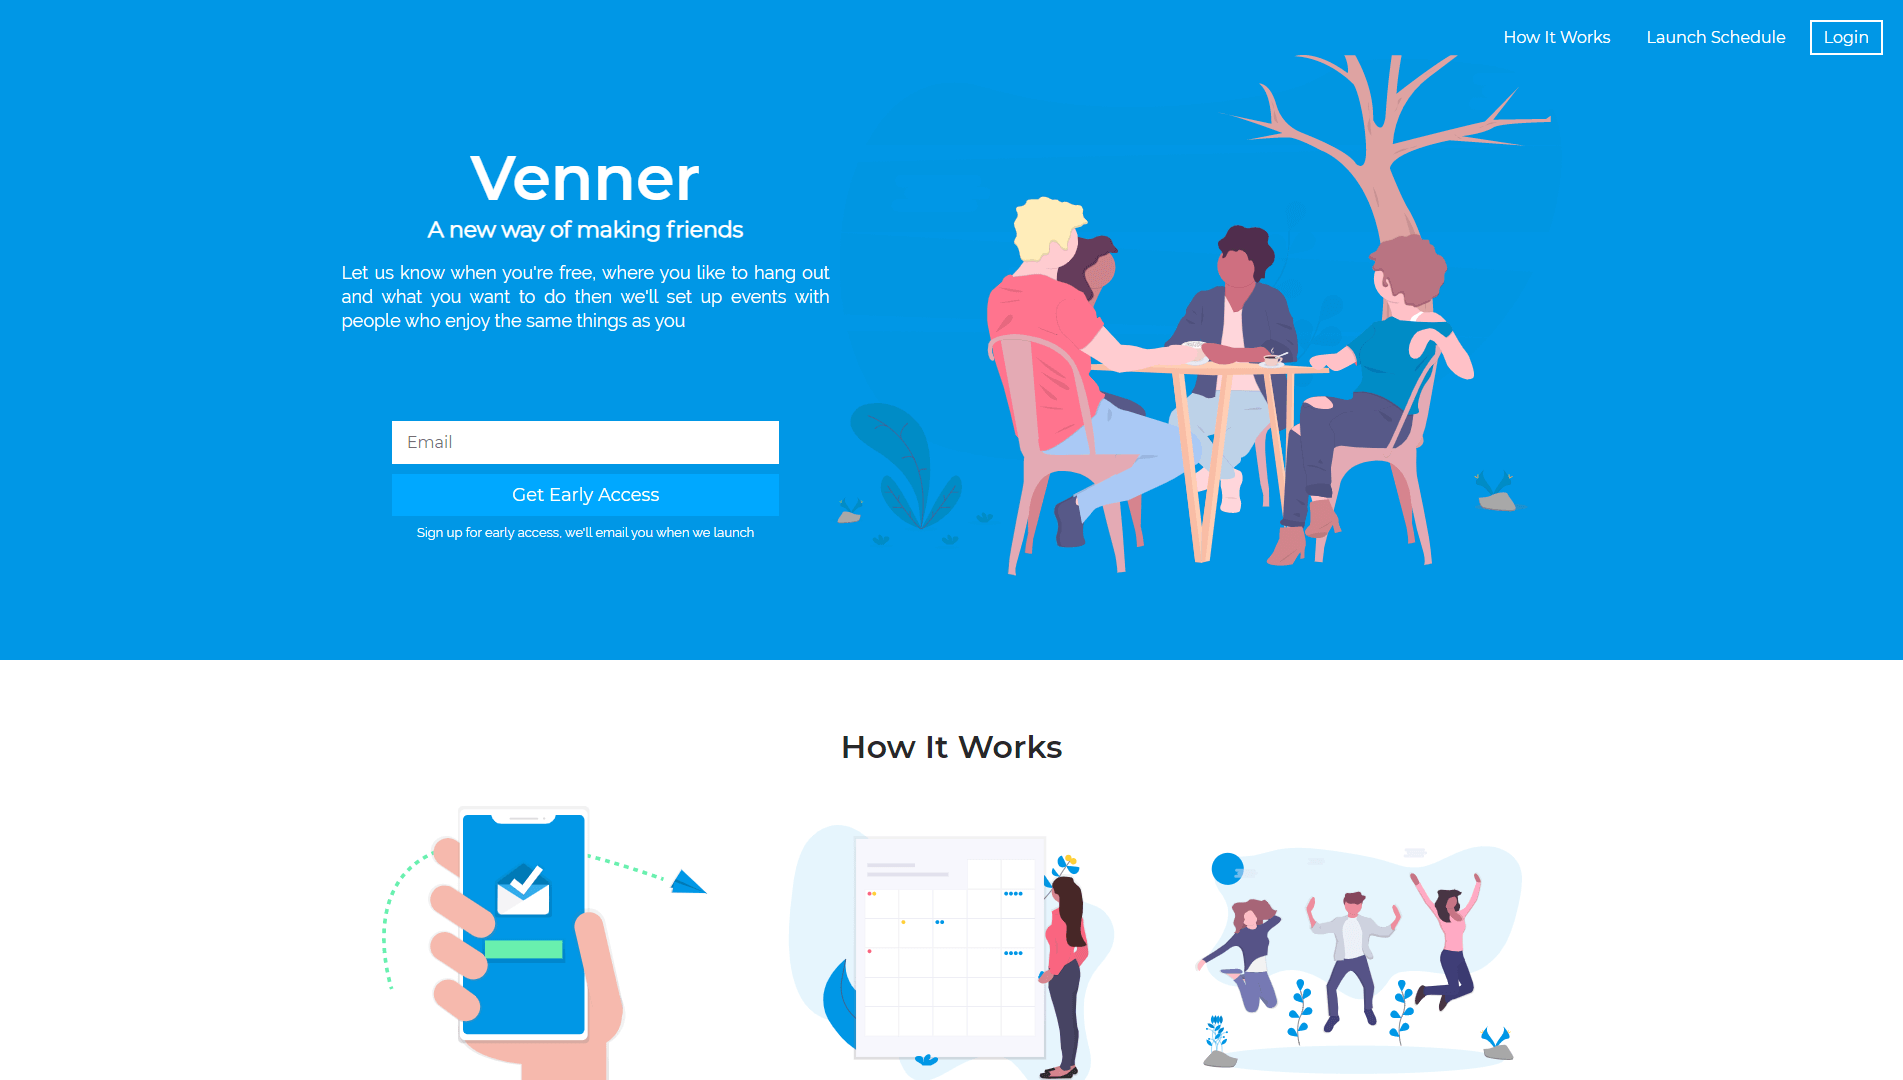 How It Works
Launch Schedule
Login
Venner
A new way of making friends
Let us know when you're free, where you like to hang out
and what you want to do then we'll set up events with
people who enjoy the same things as you
Email
Get Early Access
Sign up for early access, we'll email you when we launch
How It Works